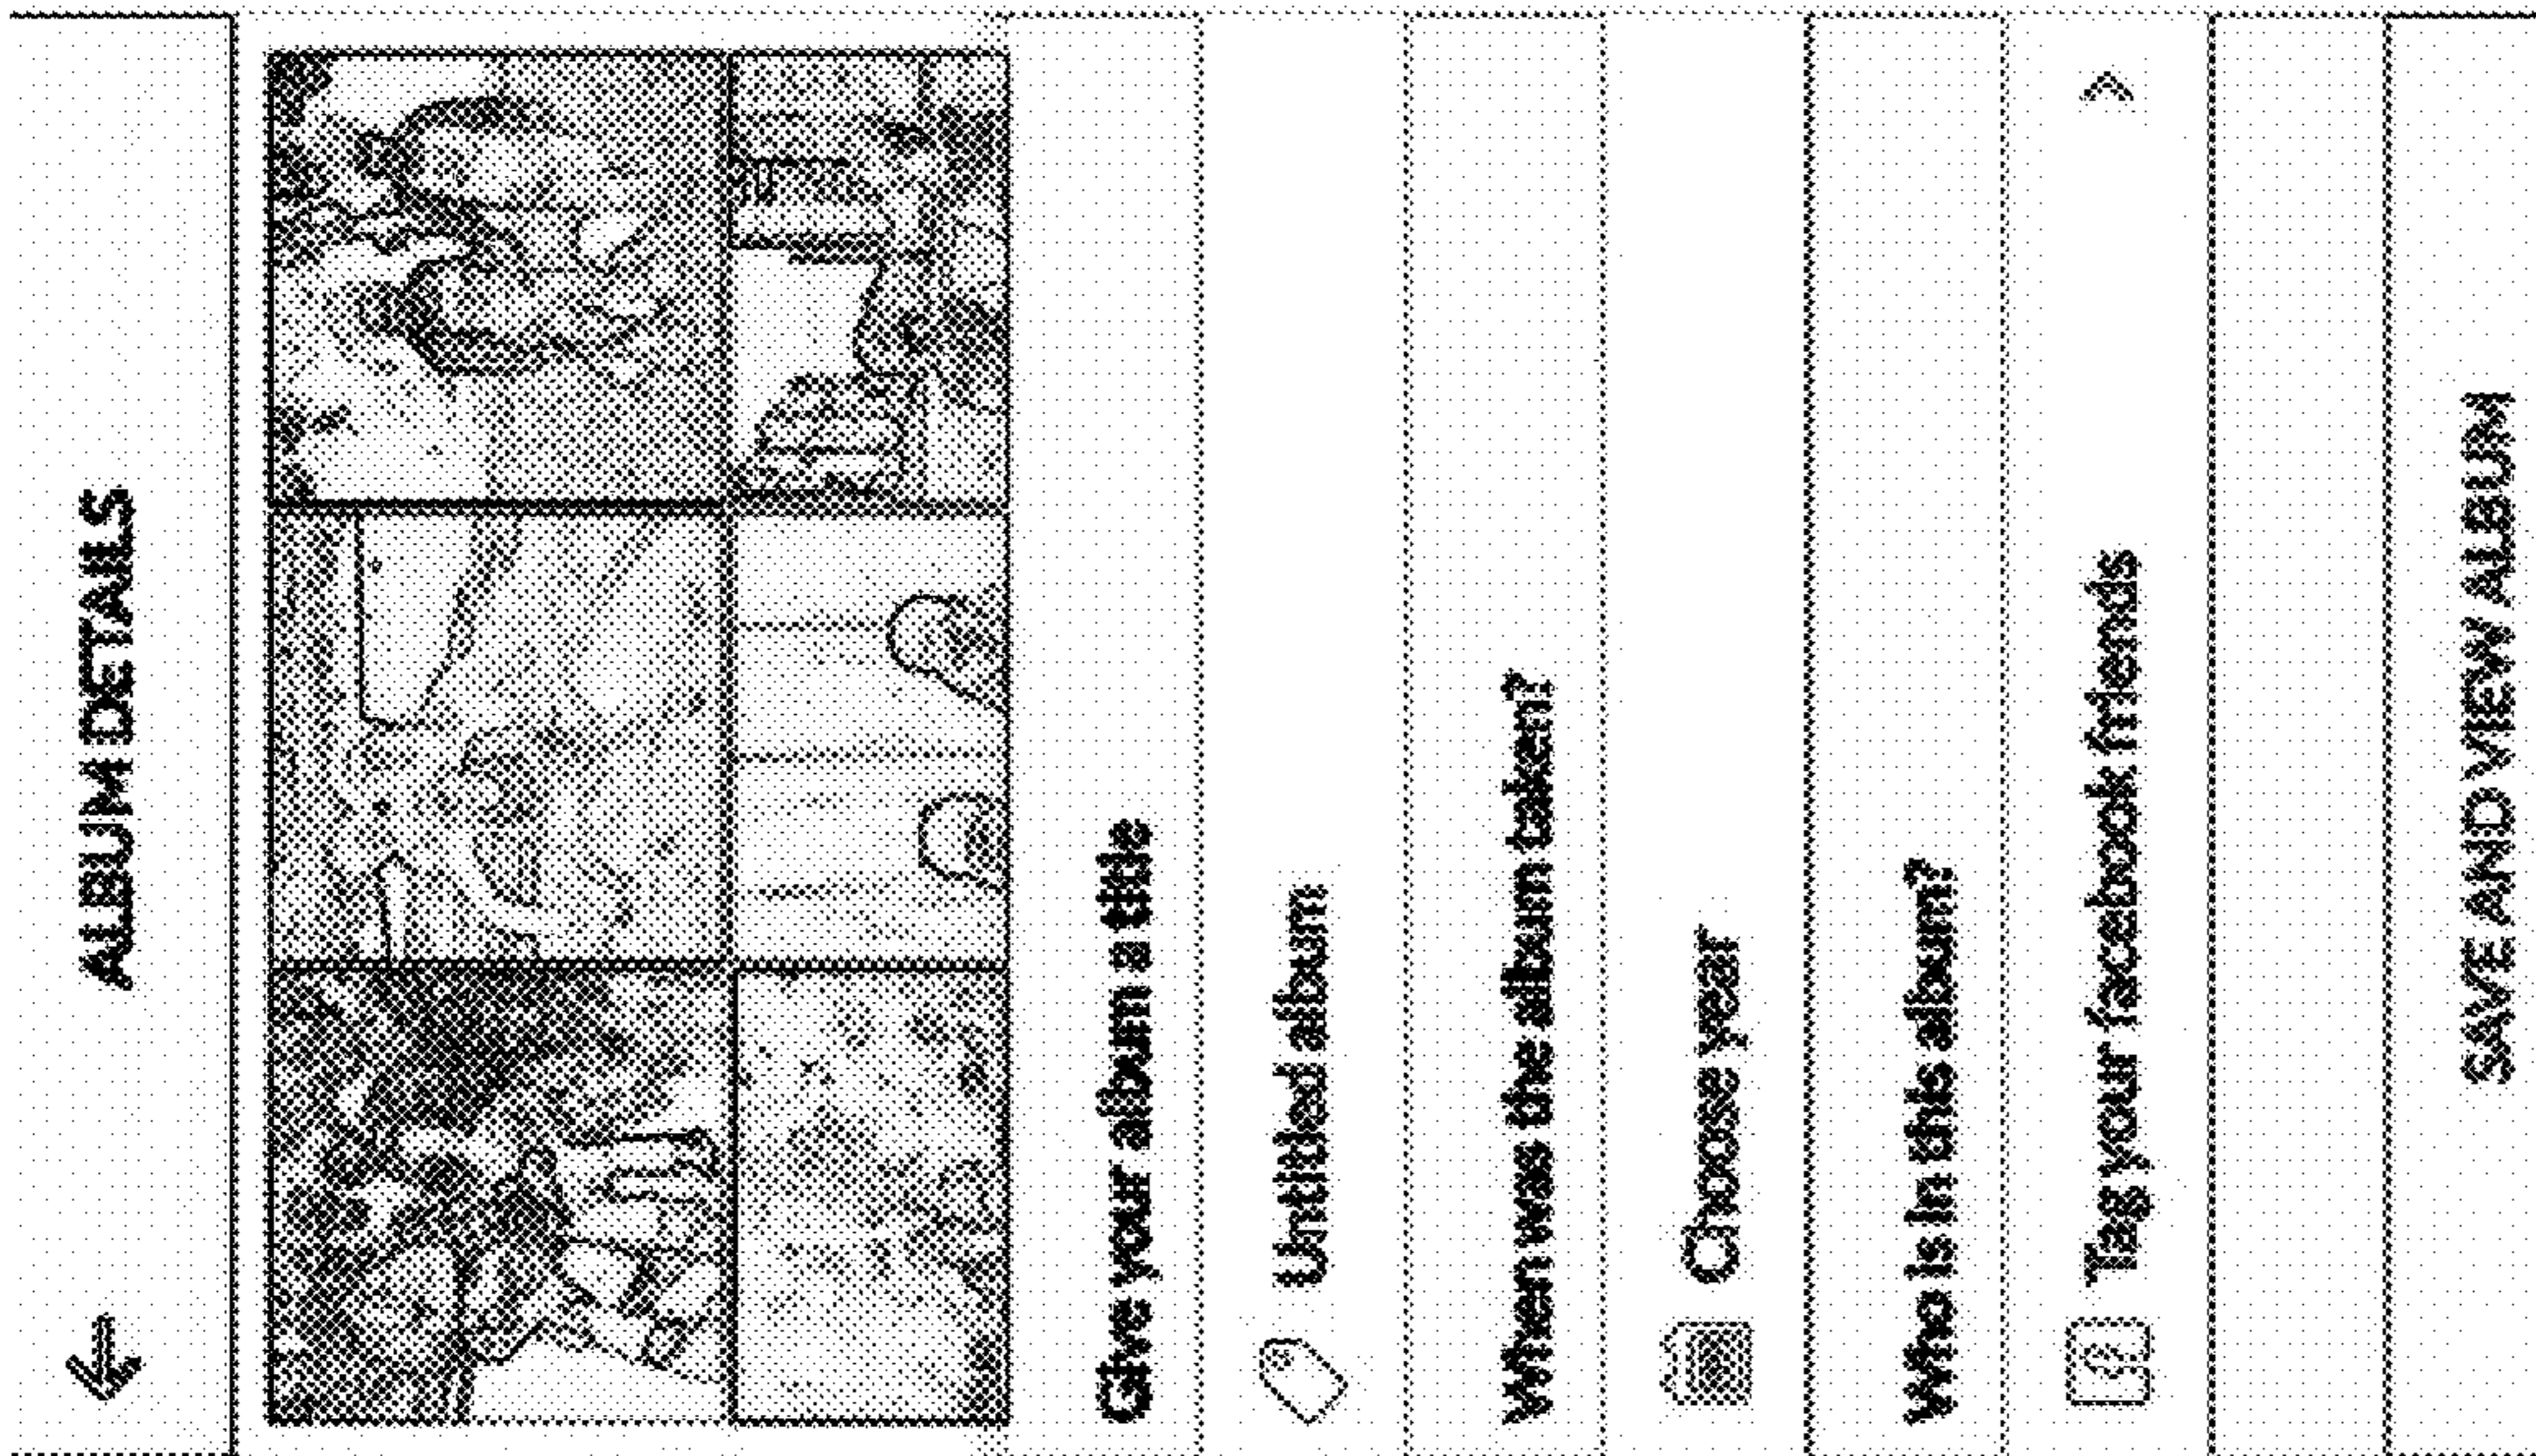 ALBUM DETAILS
Give your album a title
Untitled album
When was the album taken?
Choose year
Who is in this album?
Tag your facebook friends
SAVE AND VIEW ALBUM